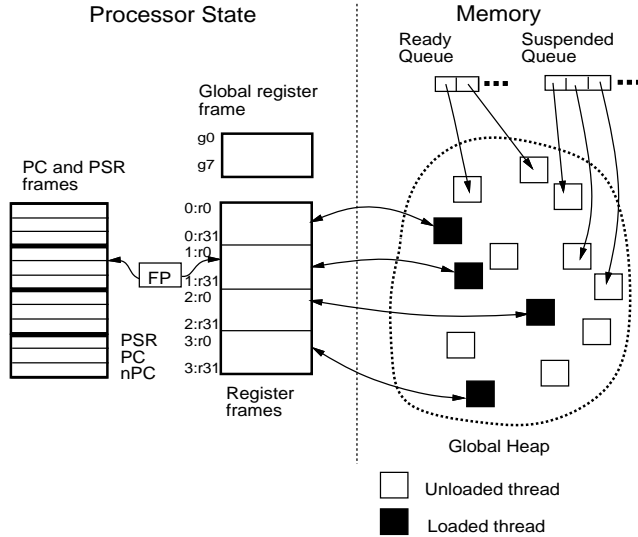 Processor State
Memory
Ready
Queue
Suspended
Queue
Global register
frame
g0
g7
PC and PSR
frames
0:r0
0:r31
1:r0
1:r31
2:r0
2:r31
3:r0
3:r31
FP
PSR
PC
nPC
Register
frames
Global Heap
Unloaded thread
Loaded thread